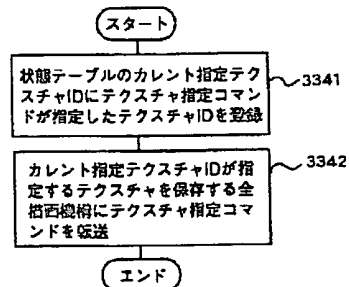 スタート
状態テーブルのカレント指定テク
スチャIDにテクスチャ指定コマン
ドが指定したテクスチャIDを登録
3341
カレント指定テクスチャIDが指
定するテクスチャを保存する全
描画機構にテクスチャ指定コマ
ンドを転送
3342
エンド